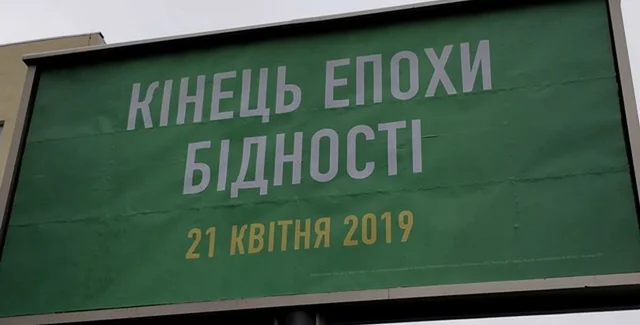 КІНЕЦЬ ЕПОХИ
БІДНОСТІ
21 КВІТНЯ 2019